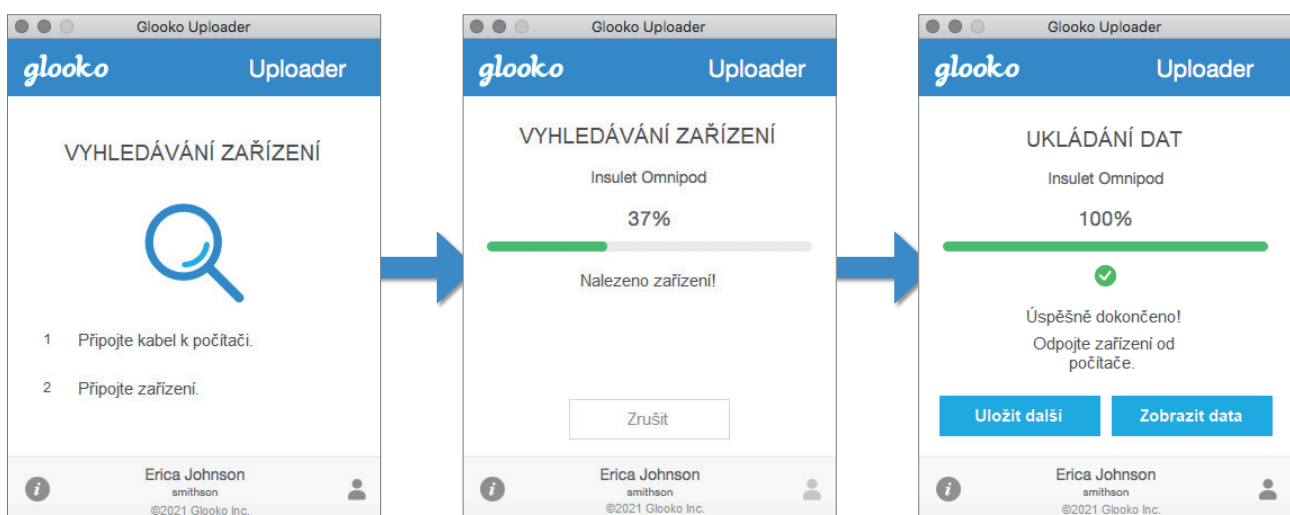 Glooko Uploader
glooko Uploader
VYHLEDÁVÁNÍ ZAŘÍZENÍ
1 Připojte kabel k počítači.
2 Připojte zařízení.
i
Erica Johnson
smithson
©2021 Glooko Inc.
Glooko Uploader
glooko Uploader
VYHLEDÁVÁNÍ ZAŘÍZENÍ
Insulet Omnipod
37%
Nalezeno zařízení!
Zrušit
i
Erica Johnson
smithson
©2021 Glooko Inc.
Glooko Uploader
glooko Uploader
UKLÁDÁNÍ DAT
Insulet Omnipod
100%
Úspěšně dokončeno!
Odpojte zařízení od
počítače.
Uložit další Zobrazit data
i
Erica Johnson
smithson
©2021 Glooko Inc.